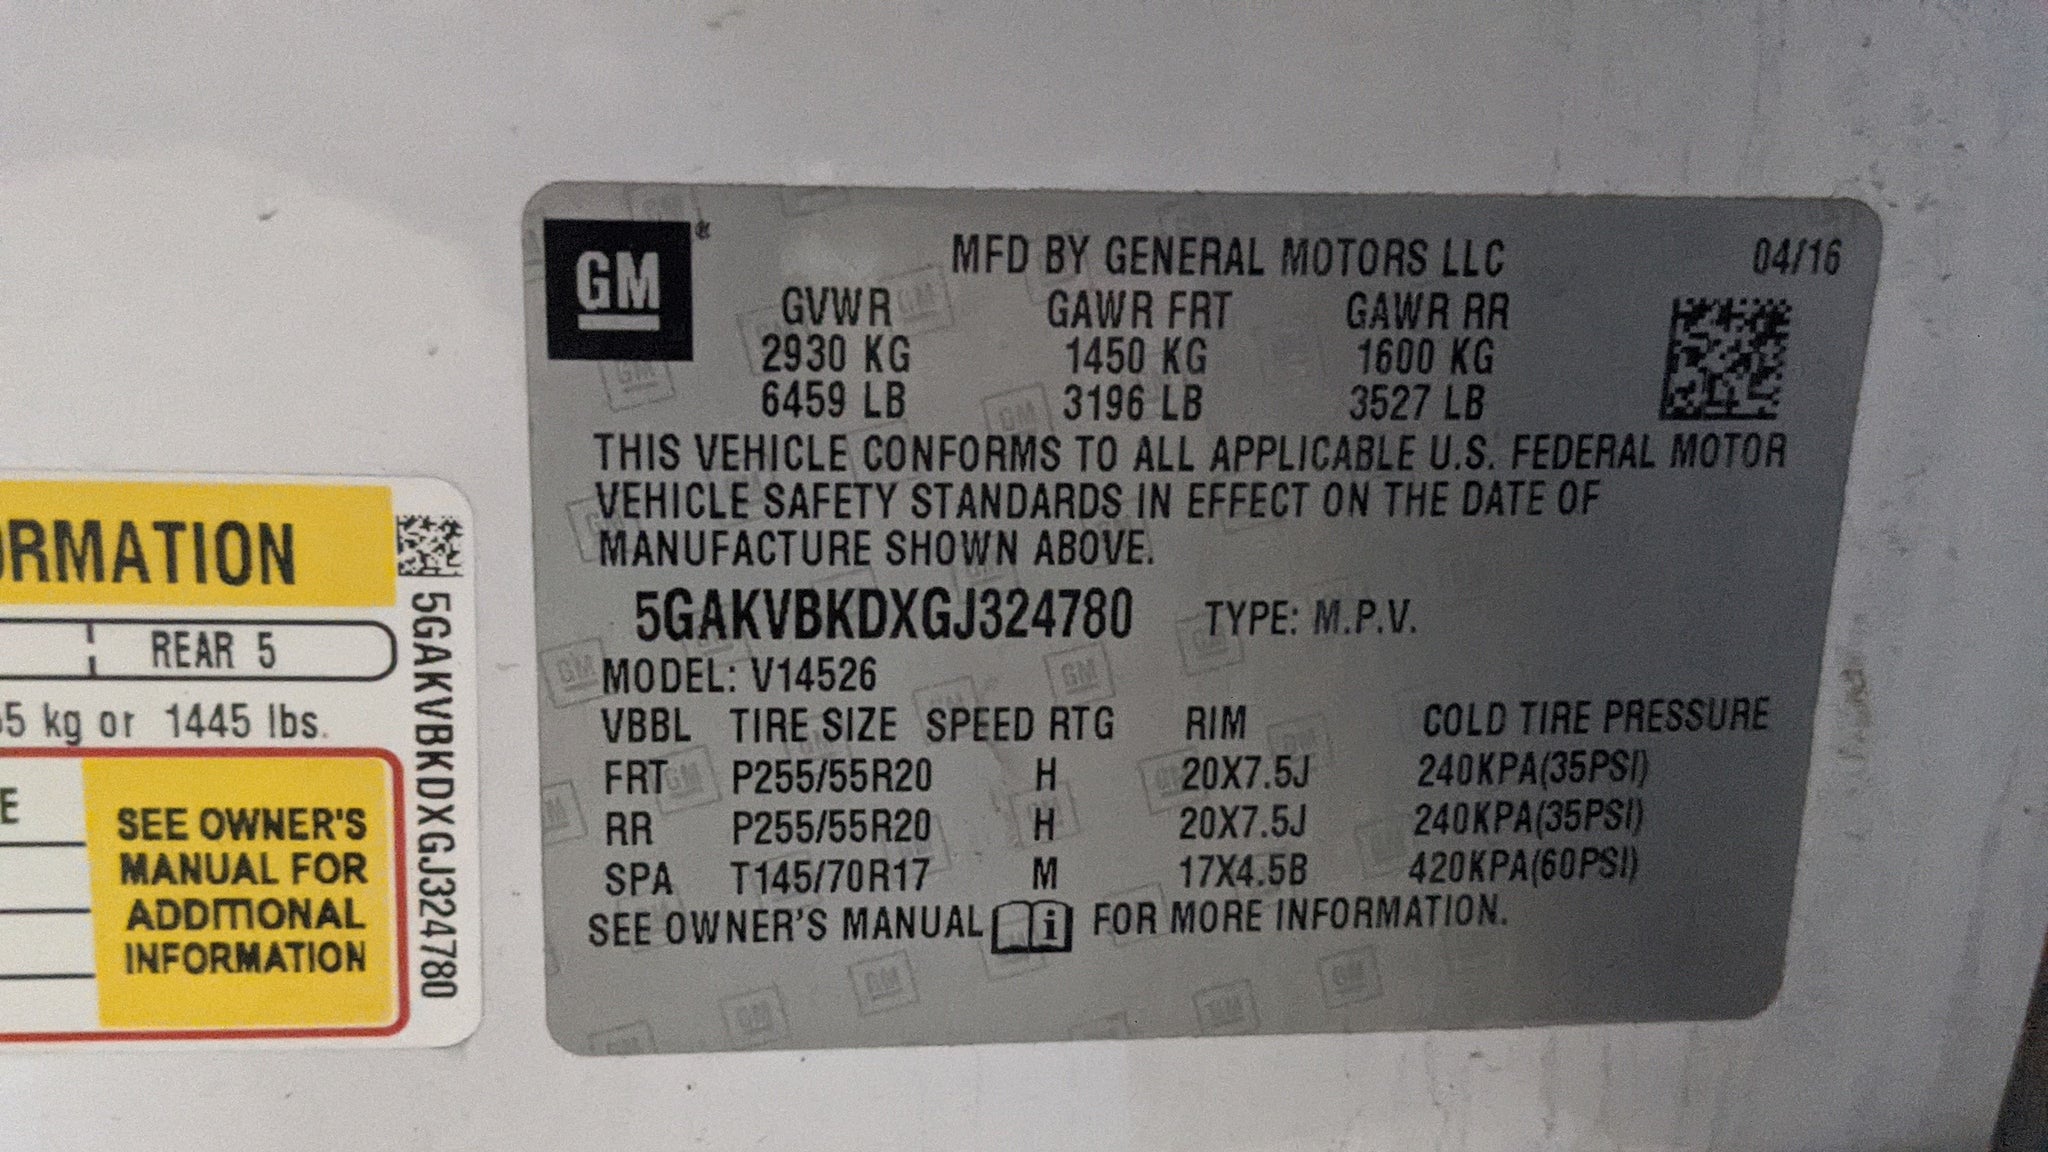 GM
MFD BY GENERAL MOTORS LLC 04/16
GVWR GAWR FRT GAWR RR
2930 KG 1450 KG 1600 KG
6459 LB 3196 LB 3527 LB
THIS VEHICLE CONFORMS TO ALL APPLICABLE U.S. FEDERAL MOTOR
VEHICLE SAFETY STANDARDS IN EFFECT ON THE DATE OF
MANUFACTURE SHOWN ABOVE.
5GAKVBKDXGJ324780 TYPE: M.P.V.
MODEL: V14526
VBBL TIRE SIZE SPEED RTG RIM COLD TIRE PRESSURE
FRT P255/55R20 H 20X7.5J 240KPA(35PSI)
RR P255/55R20 H 20X7.5J 240KPA(35PSI)
SPA T145/70R17 M 17X4.5B 420KPA(60PSI)
SEE OWNER'S MANUAL i FOR MORE INFORMATION.
ORMATION
REAR 5
5 kg or 1445 lbs.
E
SEE OWNER'S
MANUAL FOR
ADDITIONAL
INFORMATION
5GAKVBKDXGJ324780